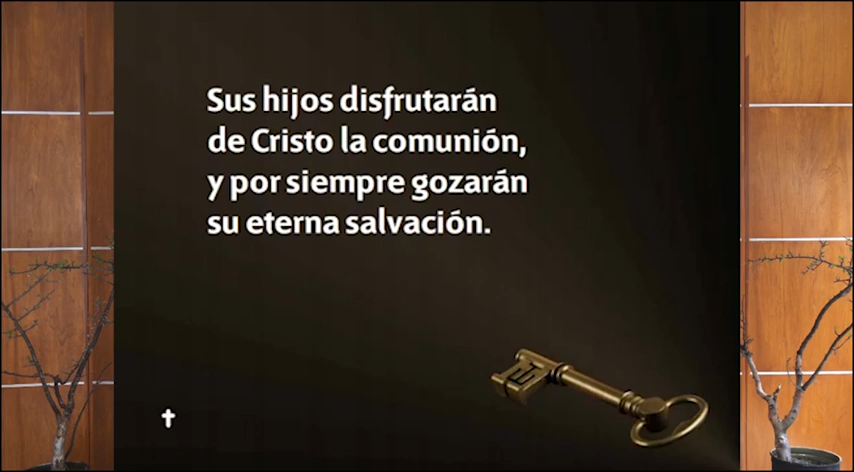 Sus hijos disfrutarán
de Cristo la comunión,
y por siempre gozarán
su eterna salvación.